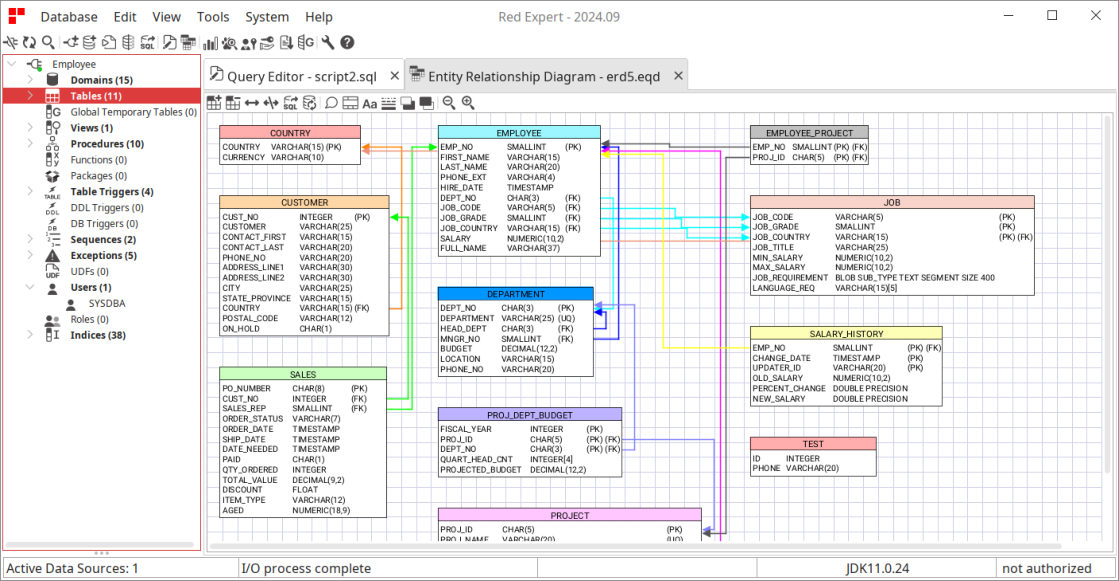 Red Expert - 2024.09
Database Edit View Tools System Help
Employee
Domains (15)
Tables (11)
Global Temporary Tables (0)
Views (1)
Procedures (10)
Functions (0)
Packages (0)
Table Triggers (4)
DDL Triggers (0)
DB Triggers (0)
Sequences (2)
Exceptions (5)
UDFs (0)
Users (1)
SYSDBA
Roles (0)
Indices (38)
Query Editor - script2.sql
Entity Relationship Diagram - erd5.eqd
COUNTRY
COUNTRY VARCHAR(15) (PK)
CURRENCY VARCHAR(10)
CUSTOMER
CUST_NO INTEGER (PK)
CUSTOMER VARCHAR(25)
CONTACT_FIRST VARCHAR(15)
CONTACT_LAST VARCHAR(20)
PHONE_NO VARCHAR(20)
ADDRESS_LINE1 VARCHAR(30)
ADDRESS_LINE2 VARCHAR(30)
CITY VARCHAR(25)
STATE_PROVINCE VARCHAR(15)
COUNTRY VARCHAR(15) (FK)
POSTAL_CODE VARCHAR(12)
ON_HOLD CHAR(1)
SALES
PO_NUMBER CHAR(8) (PK)
CUST_NO INTEGER (FK)
SALES_REP SMALLINT (FK)
ORDER_STATUS VARCHAR(7)
ORDER_DATE TIMESTAMP
SHIP_DATE TIMESTAMP
DATE_NEEDED TIMESTAMP
PAID CHAR(1)
QTY_ORDERED INTEGER
TOTAL_VALUE DECIMAL(9,2)
DISCOUNT FLOAT
ITEM_TYPE VARCHAR(12)
AGED NUMERIC(18,9)
EMPLOYEE
EMP_NO SMALLINT (PK)
FIRST_NAME VARCHAR(15)
LAST_NAME VARCHAR(20)
PHONE_EXT VARCHAR(4)
HIRE_DATE TIMESTAMP
DEPT_NO CHAR(3) (FK)
JOB_CODE VARCHAR(5) (FK)
JOB_GRADE SMALLINT (FK)
JOB_COUNTRY VARCHAR(15) (FK)
SALARY NUMERIC(10,2)
FULL_NAME VARCHAR(37)
DEPARTMENT
DEPT_NO CHAR(3) (PK)
DEPARTMENT VARCHAR(25) (UQ)
HEAD_DEPT CHAR(3) (FK)
MNGR_NO SMALLINT (FK)
BUDGET DECIMAL(12,2)
LOCATION VARCHAR(15)
PHONE_NO VARCHAR(20)
PROJ_DEPT_BUDGET
FISCAL_YEAR INTEGER (PK)
PROJ_ID CHAR(5) (PK) (FK)
DEPT_NO CHAR(3) (PK) (FK)
QUART_HEAD_CNT INTEGER[4]
PROJECTED_BUDGET DECIMAL(12,2)
PROJECT
PROJ_ID CHAR(5) (PK)
PROJ_NAME VARCHAR(20) (UQ)
EMPLOYEE_PROJECT
EMP_NO SMALLINT (PK) (FK)
PROJ_ID CHAR(5) (PK) (FK)
JOB
JOB_CODE VARCHAR(5) (PK)
JOB_GRADE SMALLINT (PK)
JOB_COUNTRY VARCHAR(15) (PK) (FK)
JOB_TITLE VARCHAR(25)
MIN_SALARY NUMERIC(10,2)
MAX_SALARY NUMERIC(10,2)
JOB_REQUIREMENT BLOB SUB_TYPE TEXT SEGMENT SIZE 400
LANGUAGE_REQ VARCHAR(15)[5]
SALARY_HISTORY
EMP_NO SMALLINT (PK) (FK)
CHANGE_DATE TIMESTAMP (PK)
UPDATER_ID VARCHAR(20) (PK)
OLD_SALARY NUMERIC(10,2)
PERCENT_CHANGE DOUBLE PRECISION
NEW_SALARY DOUBLE PRECISION
TEST
ID INTEGER
PHONE VARCHAR(20)
Active Data Sources: 1
I/O process complete
JDK11.0.24
not authorized